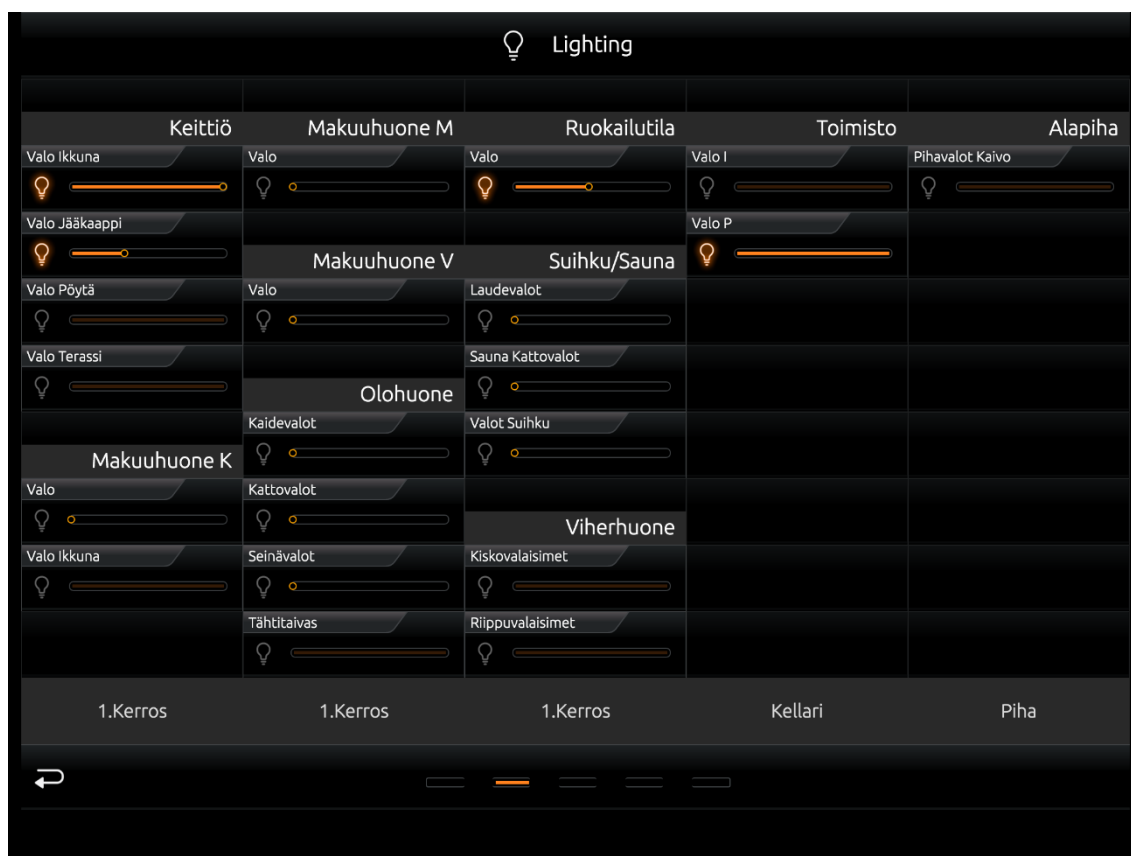 Lighting
Keittiö
Valo Ikkuna
Valo Jääkaappi
Valo Pöytä
Valo Terassi
Makuuhuone K
Valo
Valo Ikkuna
1.Kerros
Makuuhuone M
Valo
Makuuhuone V
Valo
Olohuone
Kaidevalot
Kattovalot
Seinävalot
Tähtitaivas
1.Kerros
Ruokailutila
Valo
Suihku/Sauna
Laudevalot
Sauna Kattovalot
Valot Suihku
Viherhuone
Kiskovalaisimet
Riippuvalaisimet
1.Kerros
Toimisto
Valo I
Valo P
Kellari
Alapiha
Pihavalot Kaivo
Piha